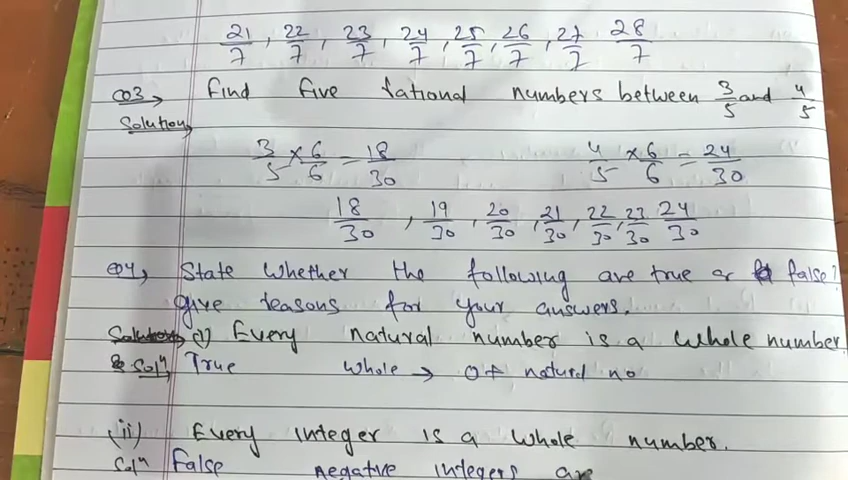 21/7 , 22/7 , 23/7 , 24/7 , 25/7 , 26/7 , 27/7 28/7
Q3, Find five rational numbers between 3/5 and 4/5
Solution,
3/5 × 6/6 = 18/30 4/5 × 6/6 = 24/30
18/30 , 19/30 , 20/30 , 21/30 , 22/30 , 23/30 24/30
Q4, State whether the following are true or false?
give reasons for your answers.
(i) Every natural number is a whole number
Solⁿ, True whole → 0 + natural no
(ii) Every integer is a whole number.
Solⁿ False negative integers are